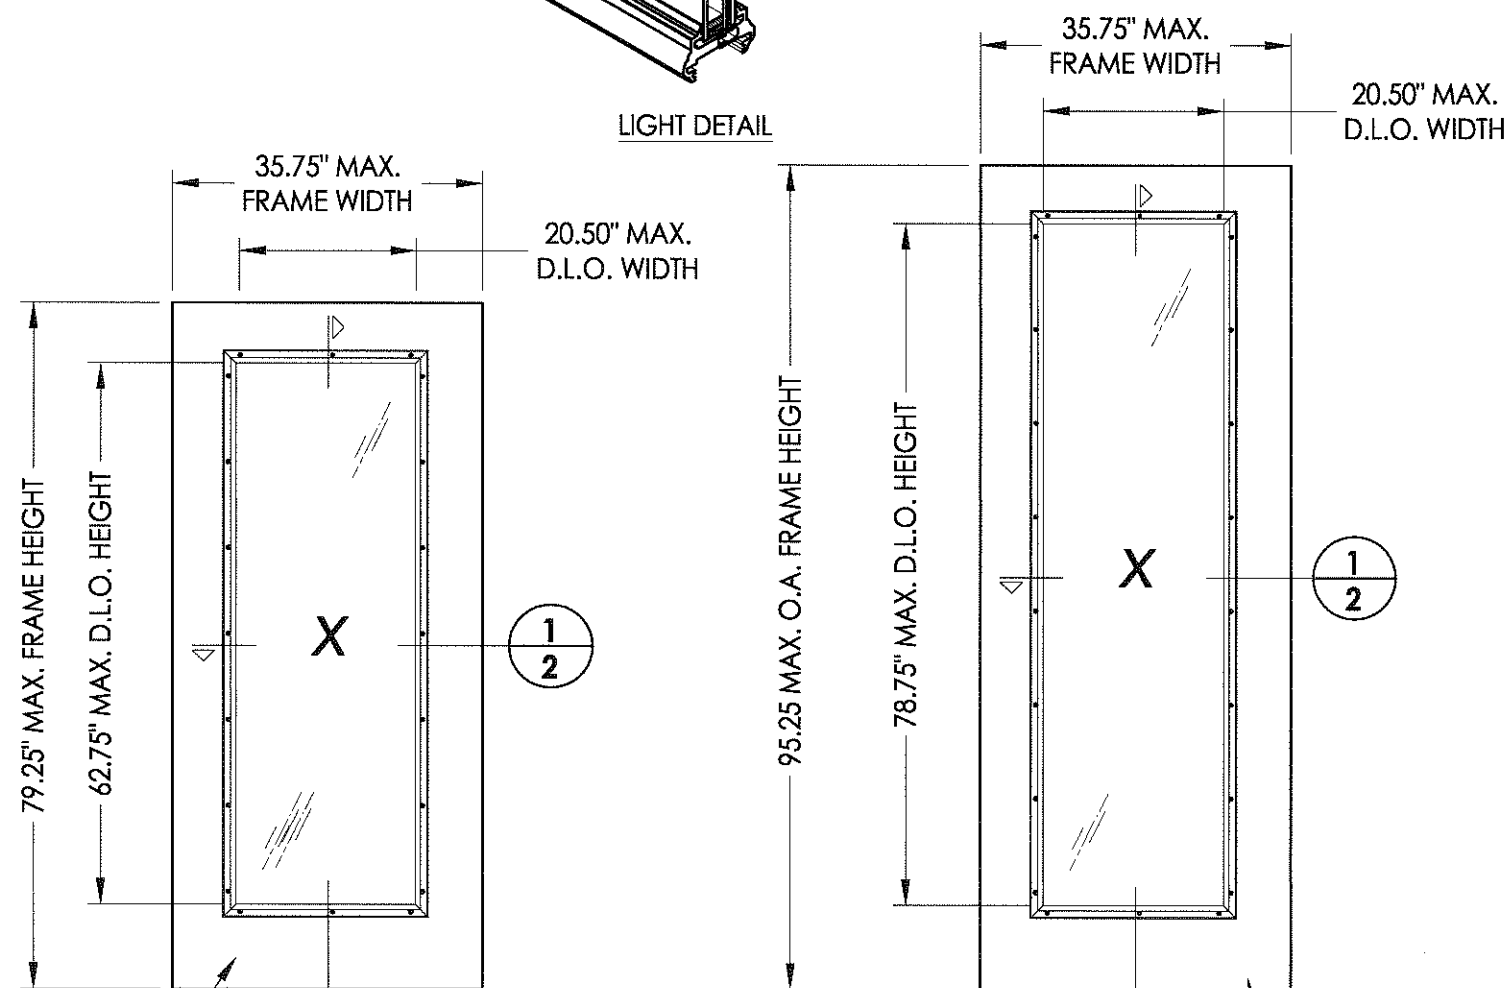 LIGHT DETAIL
35.75" MAX.
FRAME WIDTH
20.50" MAX.
D.L.O. WIDTH
79.25" MAX. FRAME HEIGHT
62.75" MAX. D.L.O. HEIGHT
X
1
2
35.75" MAX.
FRAME WIDTH
20.50" MAX.
D.L.O. WIDTH
95.25 MAX. O.A. FRAME HEIGHT
78.75" MAX. D.L.O. HEIGHT
X
1
2